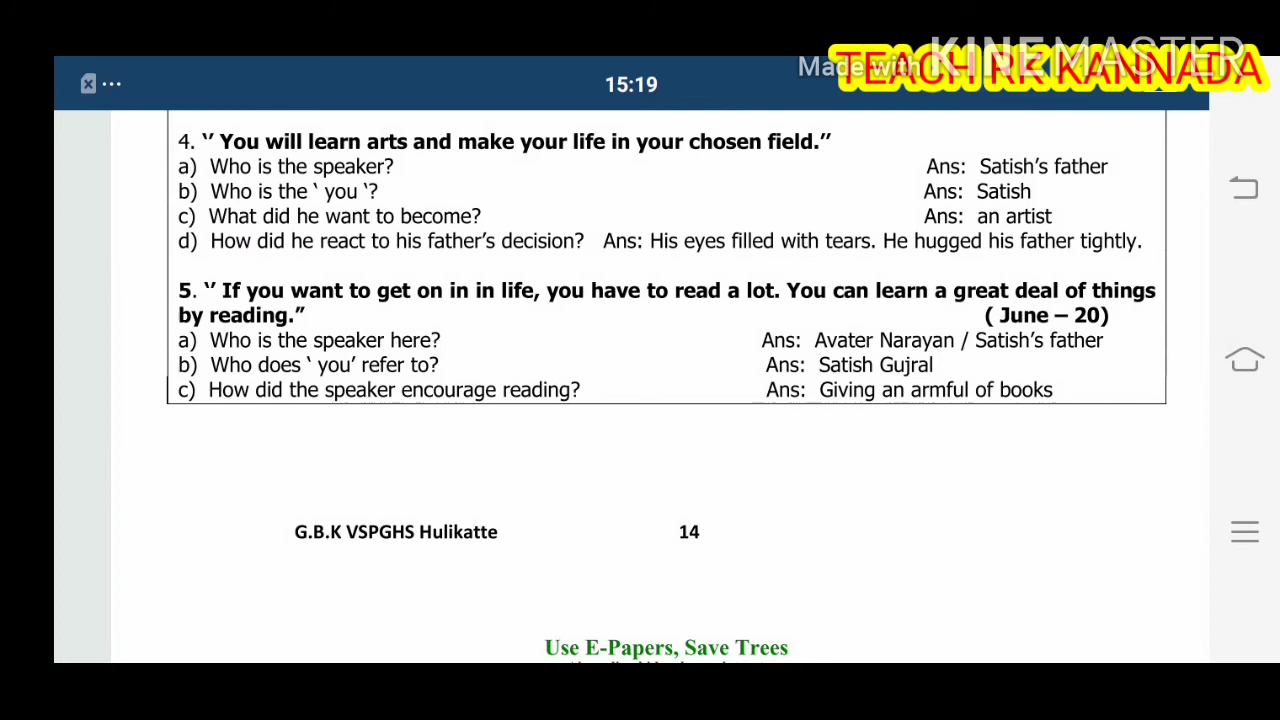 Made with KINEMASTER
TEACH RK KANNADA
15:19
4. ‘’ You will learn arts and make your life in your chosen field.’’
a) Who is the speaker? Ans: Satish’s father
b) Who is the ‘ you ‘? Ans: Satish
c) What did he want to become? Ans: an artist
d) How did he react to his father’s decision? Ans: His eyes filled with tears. He hugged his father tightly.
5. ‘’ If you want to get on in in life, you have to read a lot. You can learn a great deal of things
by reading.” ( June – 20)
a) Who is the speaker here? Ans: Avater Narayan / Satish’s father
b) Who does ‘ you’ refer to? Ans: Satish Gujral
c) How did the speaker encourage reading? Ans: Giving an armful of books
G.B.K VSPGHS Hulikatte 14
Use E-Papers, Save Trees